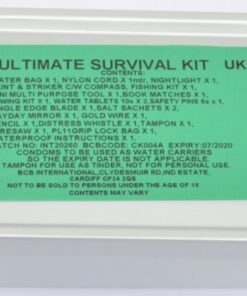 ULTIMATE SURVIVAL KIT UK
CONTENTS:
WATER BAG X 1, NYLON CORD X 1mtr, NIGHTLIGHT X 1,
INT & STRIKER C/W COMPASS, FISHING KIT X 1,
INI MULTI PURPOSE TOOL X 1, BOOK MATCHES X 1,
WING KIT X 1, WATER TABLETS 10s X 2, SAFETY PINS 6s X 1,
NGLE EDGE BLADE X 1, SALT SACHETS X 1,
AYDAY MIRROR X 1, GOLD WIRE X 1,
NCIL X 1, DISTRESS WHISTLE X 1, TAMPON X 1,
RESAW X 1, PL11GRIP LOCK BAG X 1,
WATERPROOF INSTRUCTIONS X 1
BATCH NO: INT20260 BCBCODE: CK004A EXPIRY:07/2020
CONDOMS TO BE USED AS WATER CARRIERS
SO THE EXPIRY DATE IS NOT APPLICABLE.
TAMPON FOR USE AS TINDER, NOT FOR PERSONAL USE.
BCB INTERNATIONAL, CLYDESMUIR RD, IND ESTATE,
CARDIFF CF24 2QS
NOT TO BE SOLD TO PERSONS UNDER THE AGE OF 18
CONTENTS MAY VARY